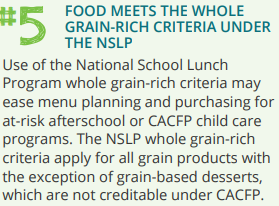 #5
FOOD MEETS THE WHOLE
GRAIN-RICH CRITERIA UNDER
THE NSLP
Use of the National School Lunch
Program whole grain-rich criteria may
ease menu planning and purchasing for
at-risk afterschool or CACFP child care
programs. The NSLP whole grain-rich
criteria apply for all grain products with
the exception of grain-based desserts,
which are not creditable under CACFP.